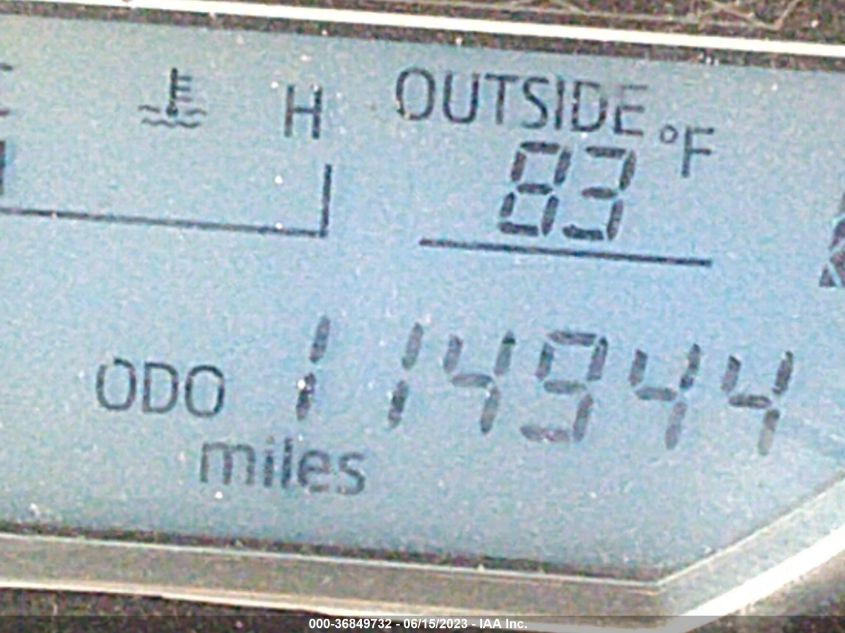 H
OUTSIDE
83 °F
ODO 114944
miles
000-36849732 - 06/15/2023 - IAA Inc.